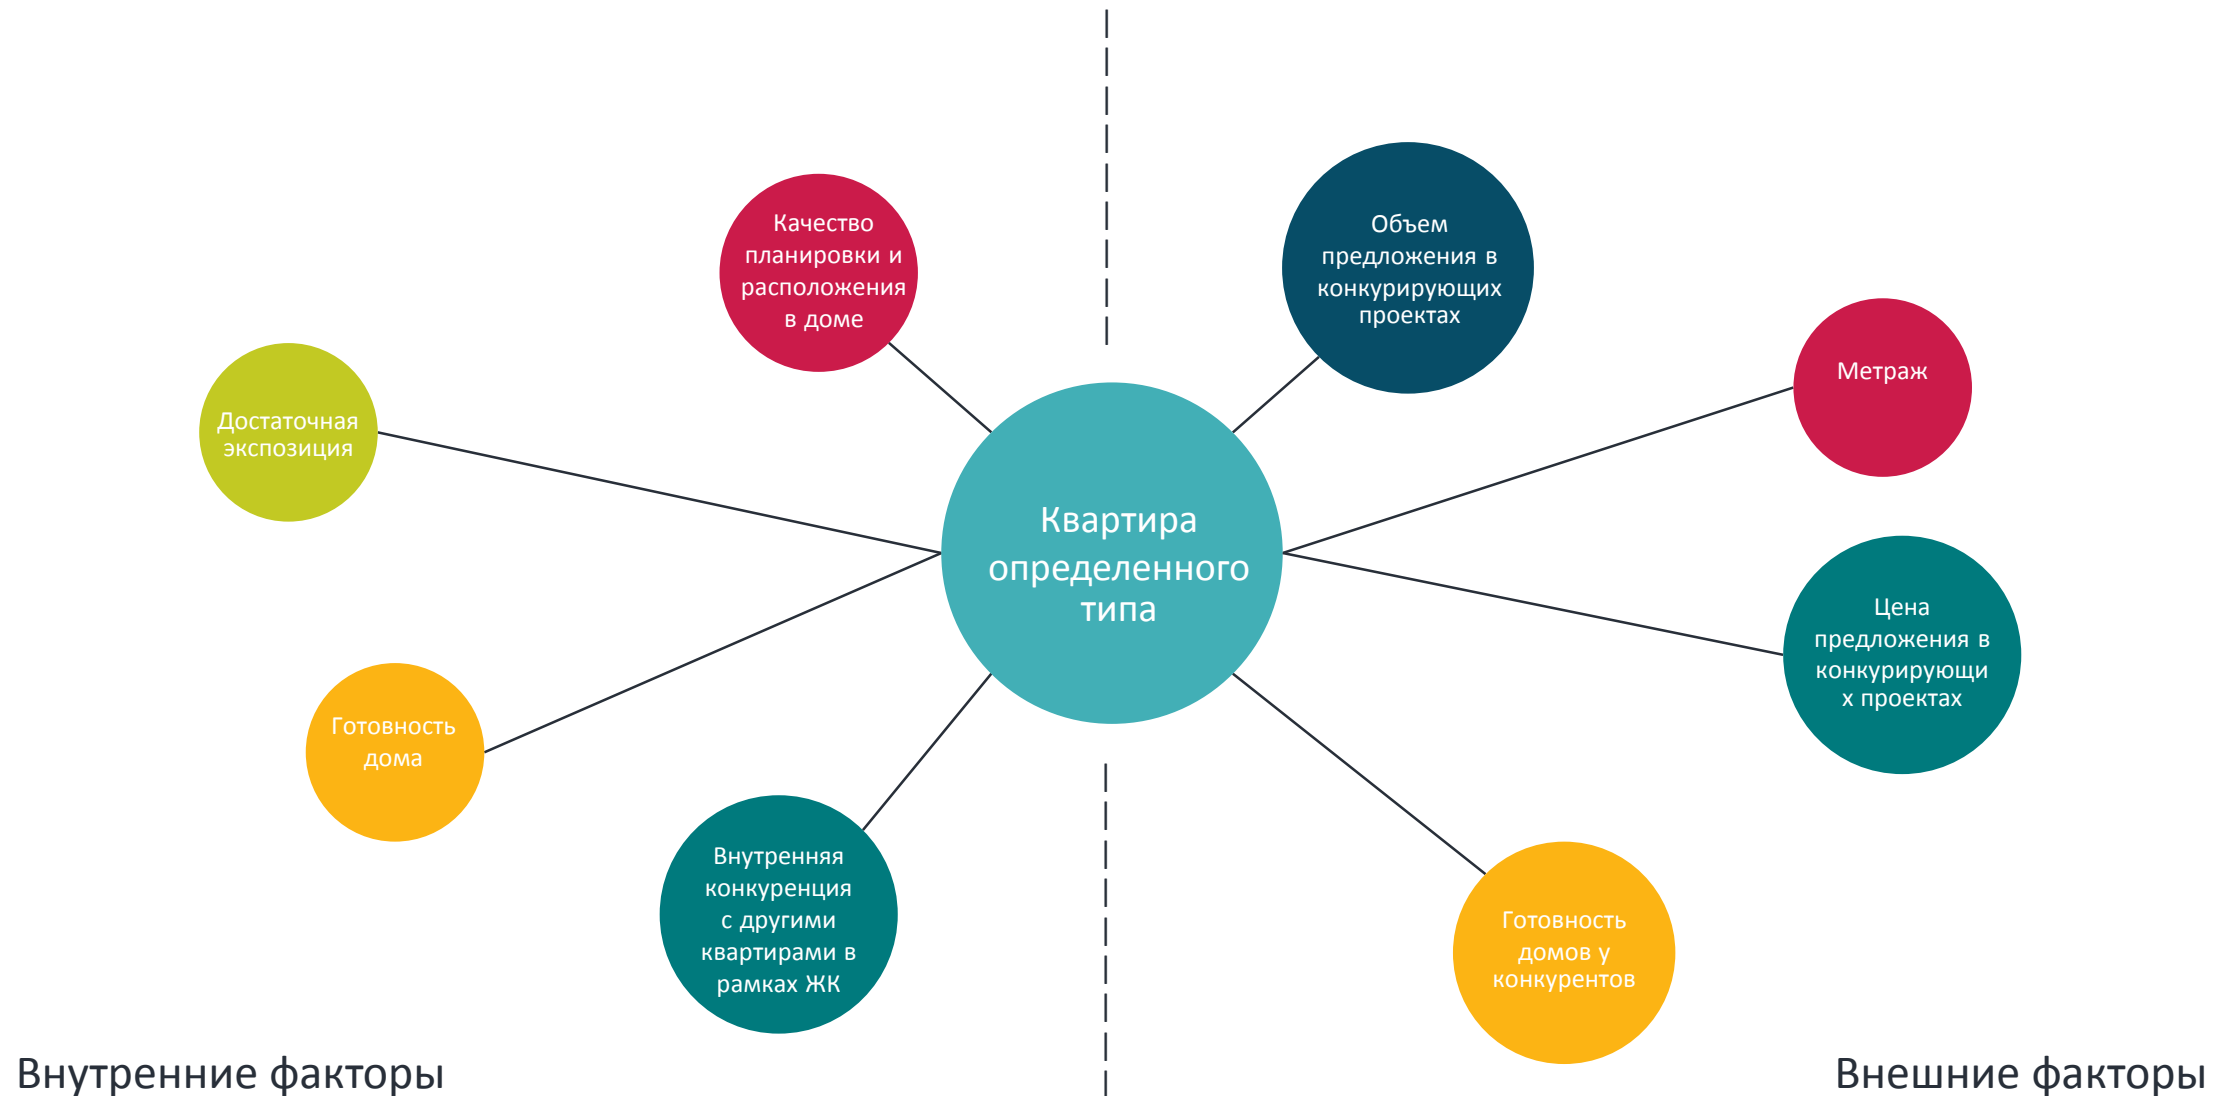 Качество
планировки и
расположения
в доме
Объем
предложения в
конкурирующих
проектах
Метраж
Достаточная
экспозиция
Квартира
определенного
типа
Цена
предложения в
конкурирующи
х проектах
Готовность
дома
Внутренняя
конкуренция
с другими
квартирами в
рамках ЖК
Готовность
домов у
конкурентов
Внутренние факторы
Внешние факторы